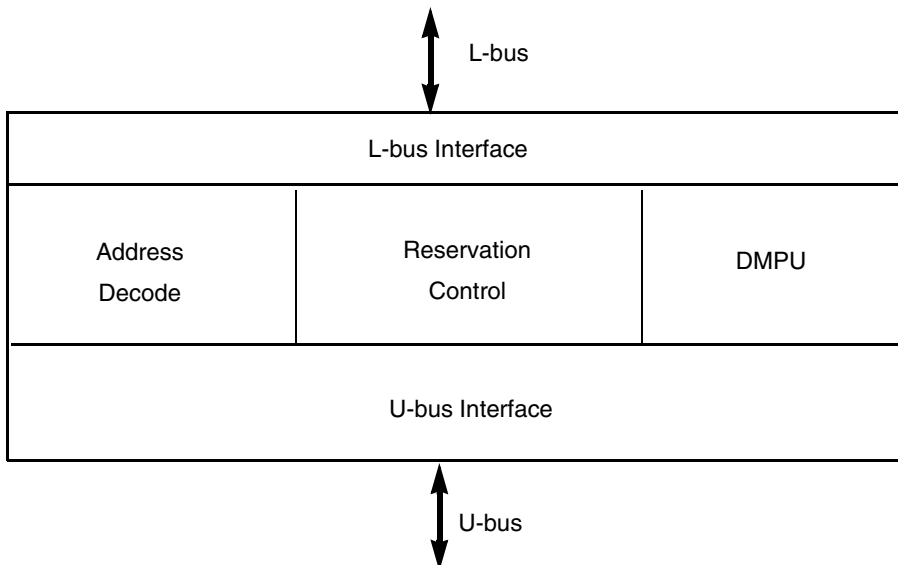 L-bus
L-bus Interface
Address
Decode
Reservation
Control
DMPU
U-bus Interface
U-bus